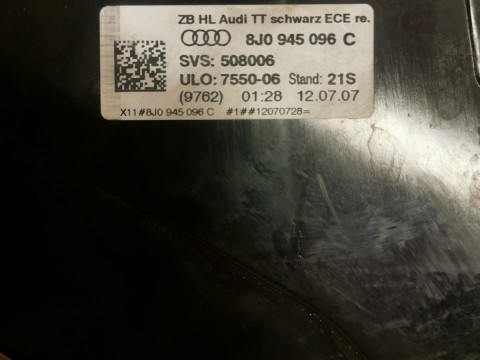 ZB HL Audi TT schwarz ECE re.
8J0 945 096 C
SVS: 508006
ULO: 7550-06 Stand: 21S
(9762) 01:28 12.07.07
X11#8J0 945 096 C #1##12070728=